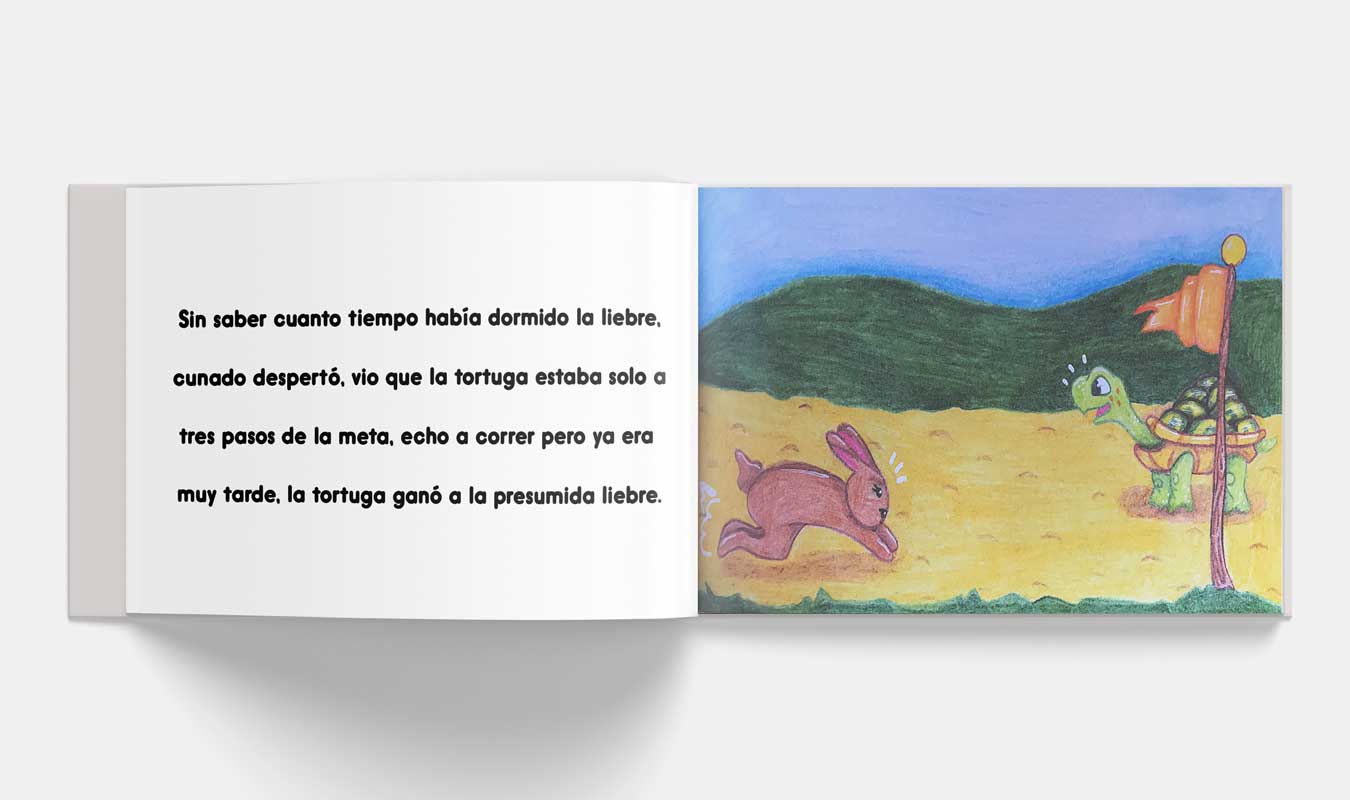 Sin saber cuanto tiempo había dormido la liebre,
cunado despertó, vio que la tortuga estaba solo a
tres pasos de la meta, echo a correr pero ya era
muy tarde, la tortuga ganó a la presumida liebre.